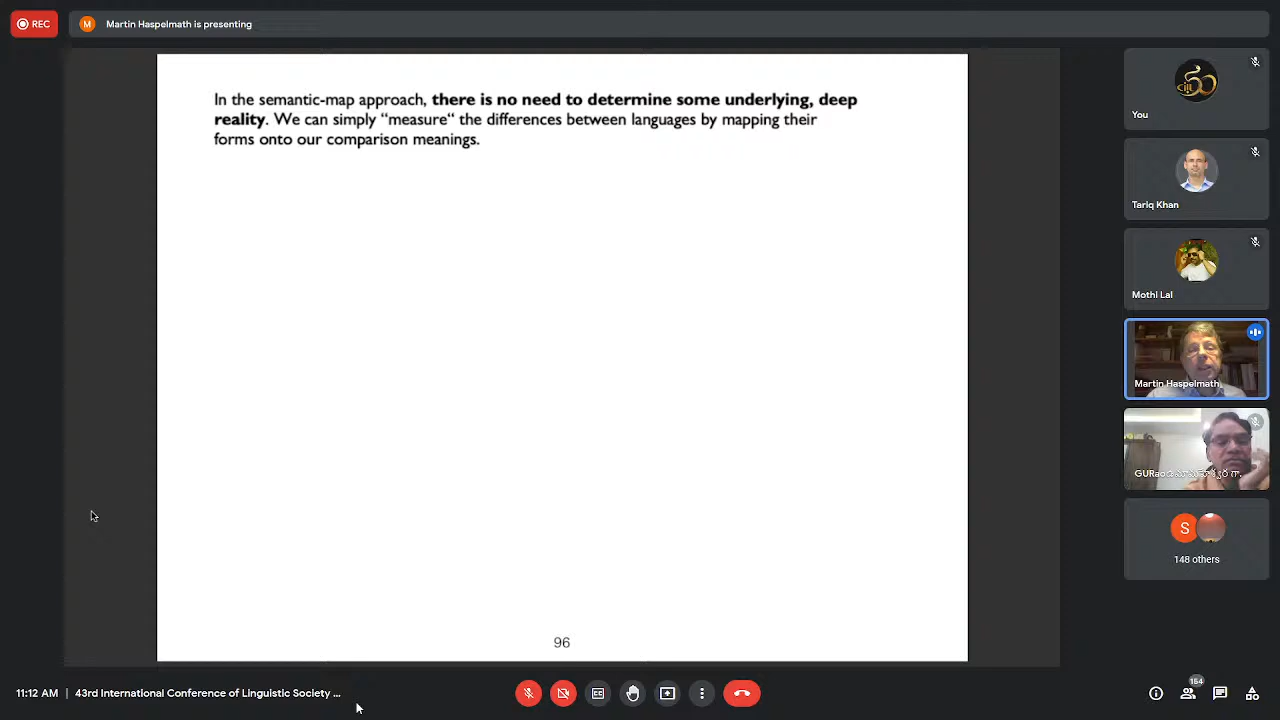 REC
M
Martin Haspelmath is presenting
In the semantic-map approach, there is no need to determine some underlying, deep
reality. We can simply “measure“ the differences between languages by mapping their
forms onto our comparison meanings.
96
You
Tariq Khan
Mothi Lal
Martin Haspelmath
S
148 others
11:12 AM | 43rd International Conference of Linguistic Society ...
154